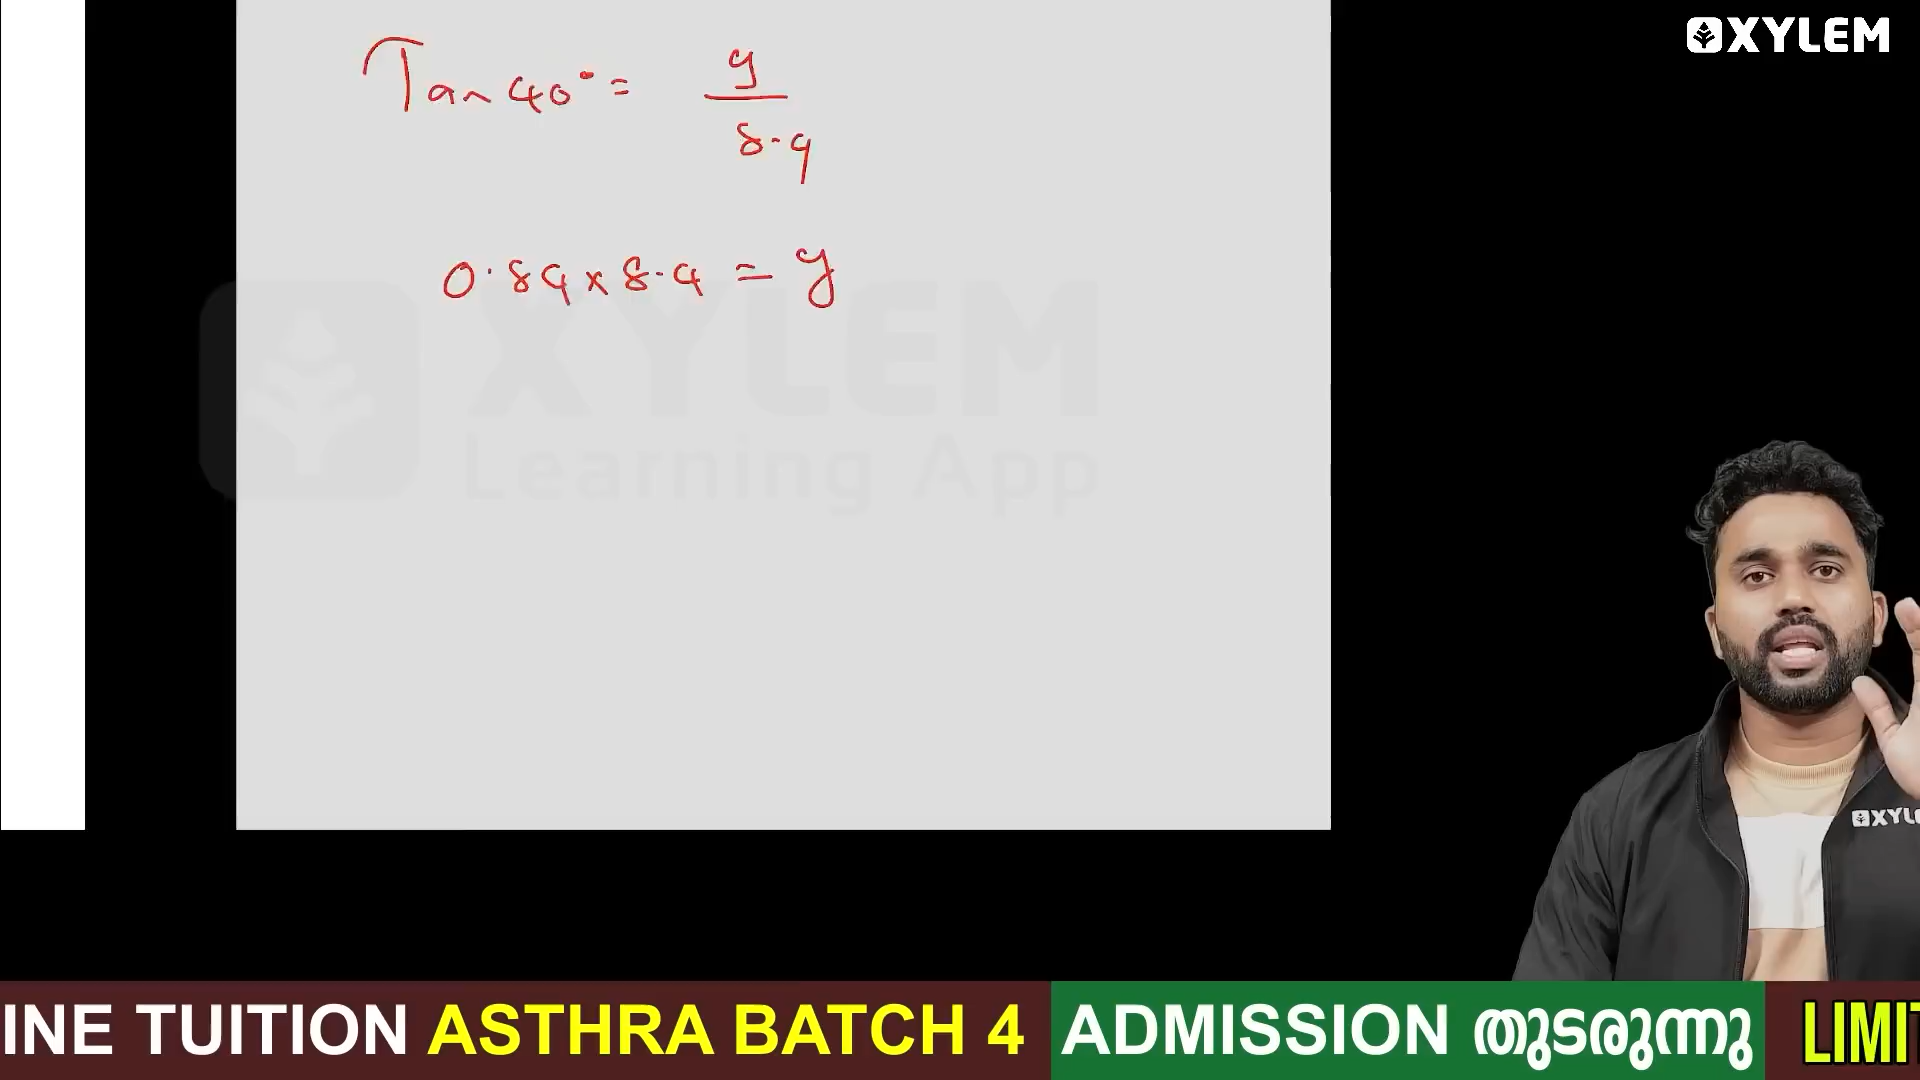 XYLEM
Tan 40° = y
8.4
0.84 x 8.4 = y
XYLEM
Learning App
XYL
INE TUITION ASTHRA BATCH 4 ADMISSION തുടരുന്നു LIMIT